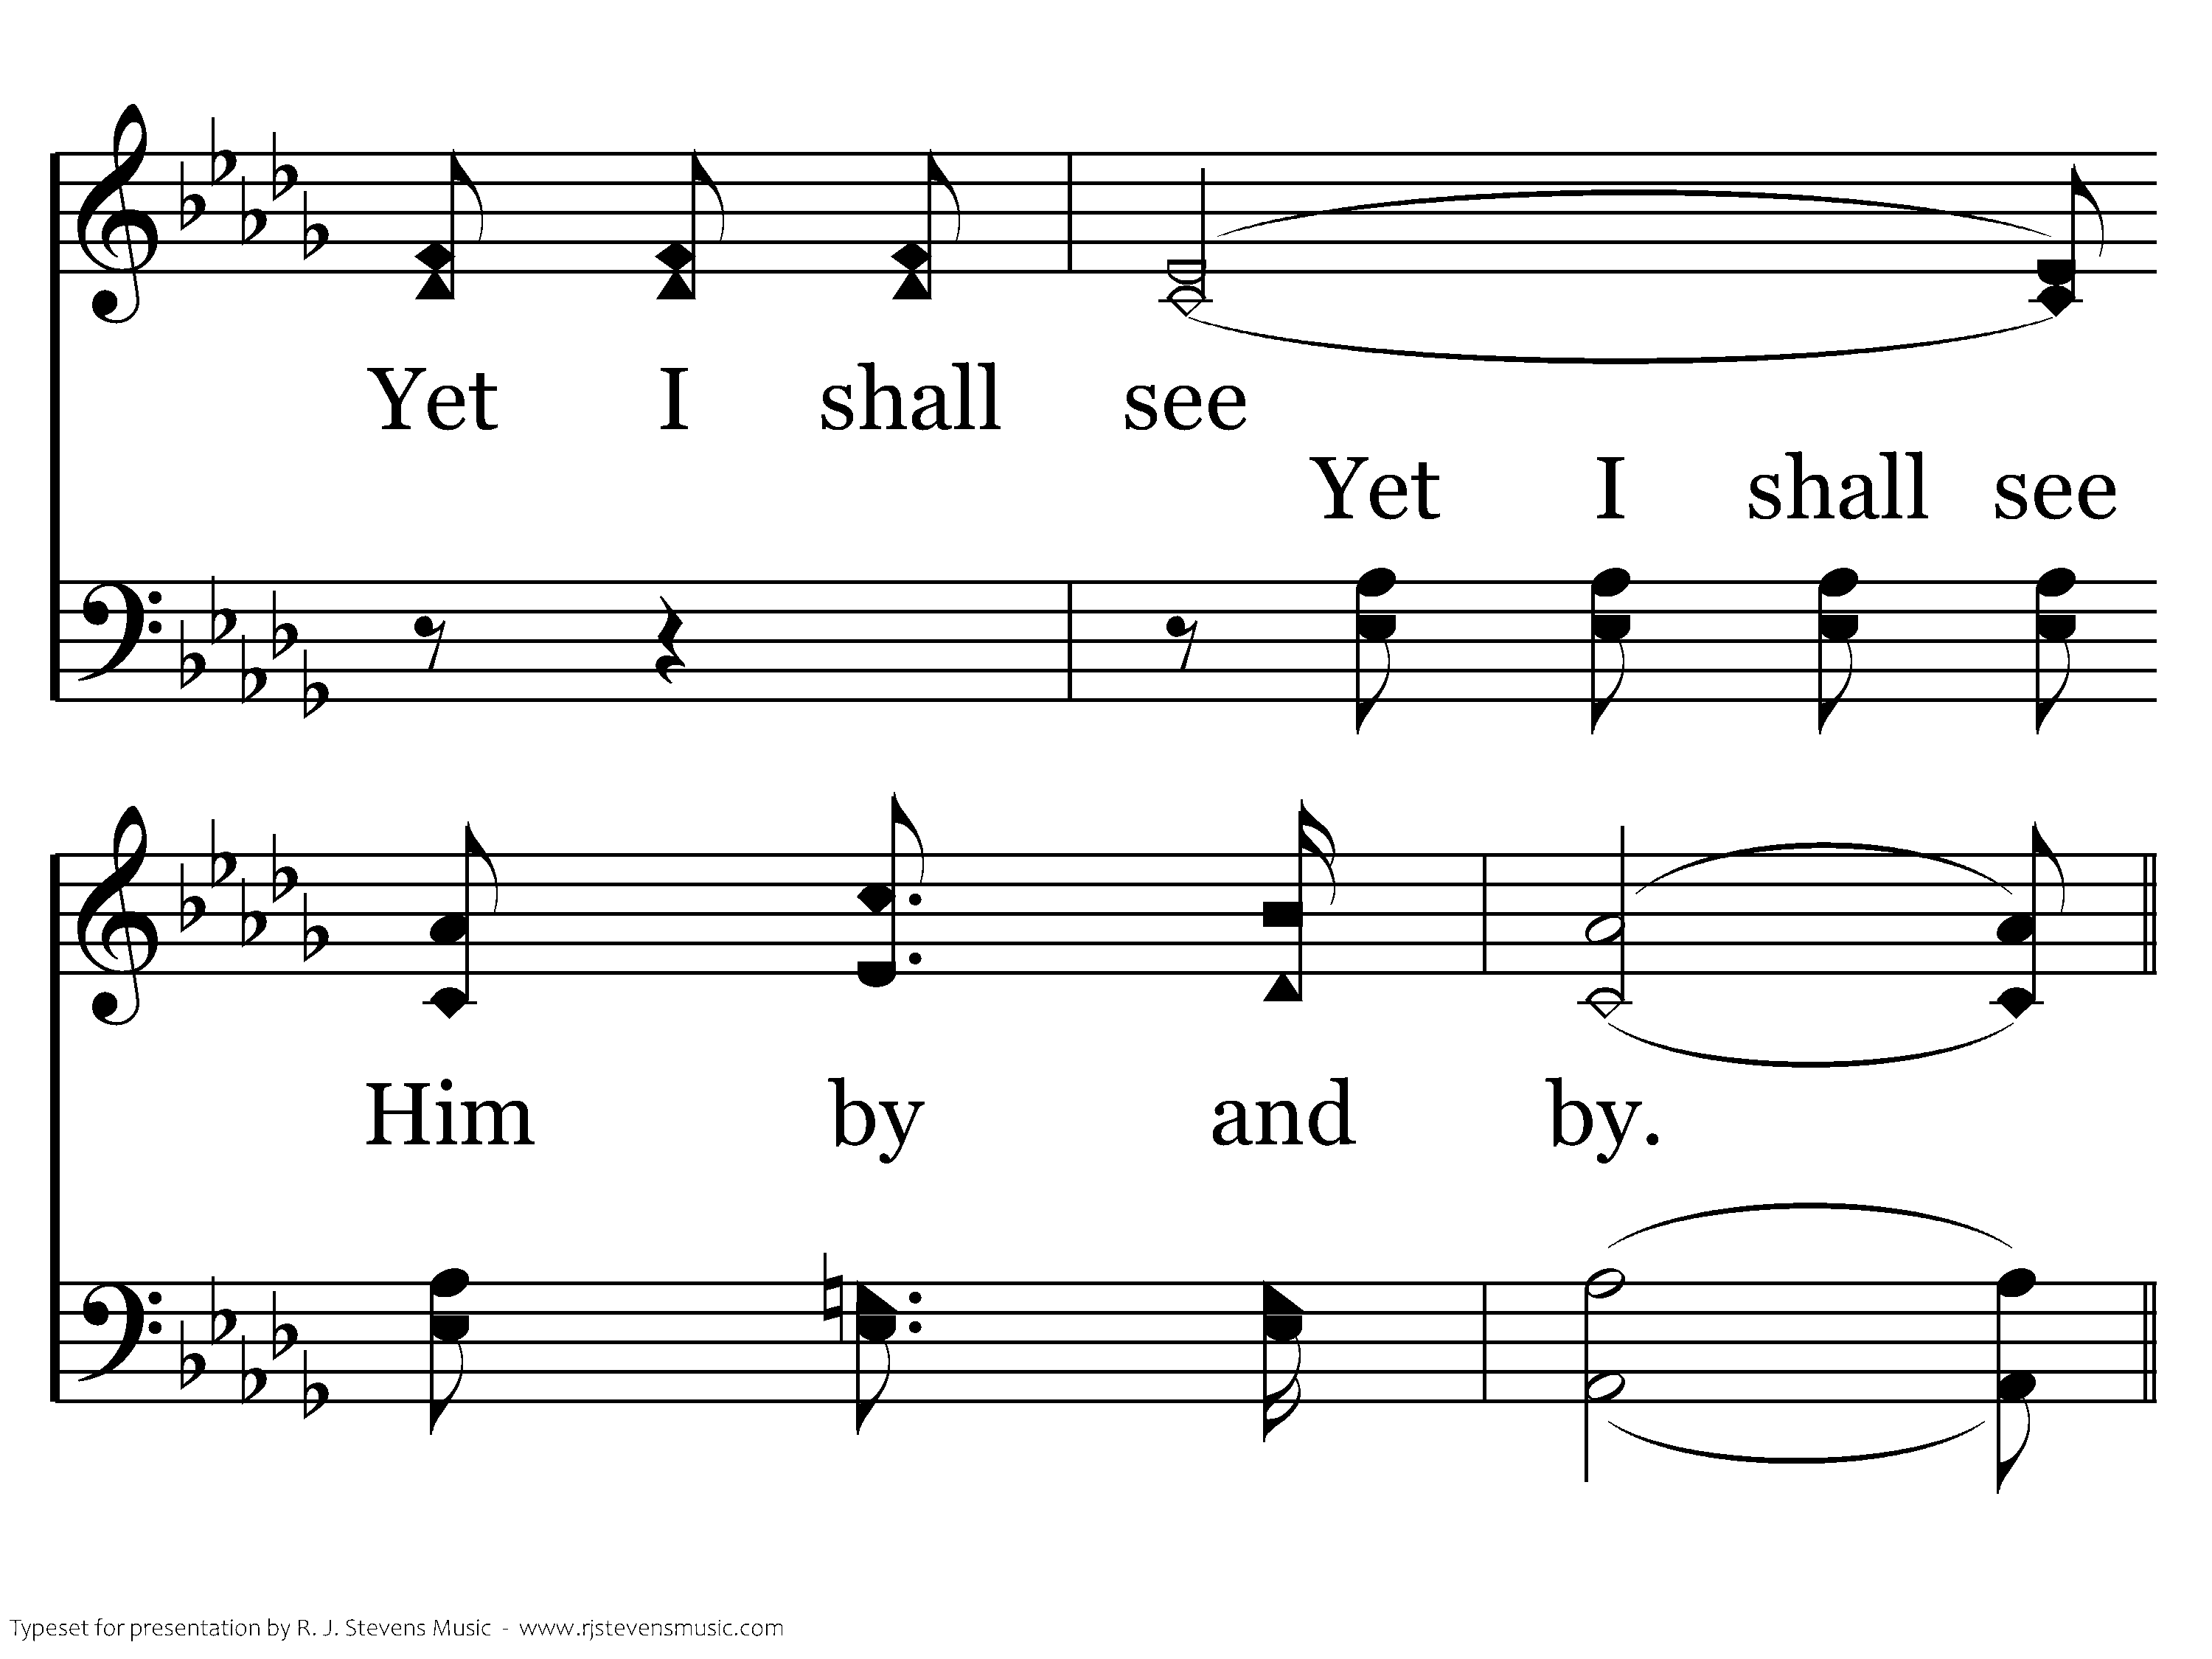 Yet I shall see
Yet I shall see
Him by and by.
Typeset for presentation by R. J. Stevens Music - www.rjstevensmusic.com